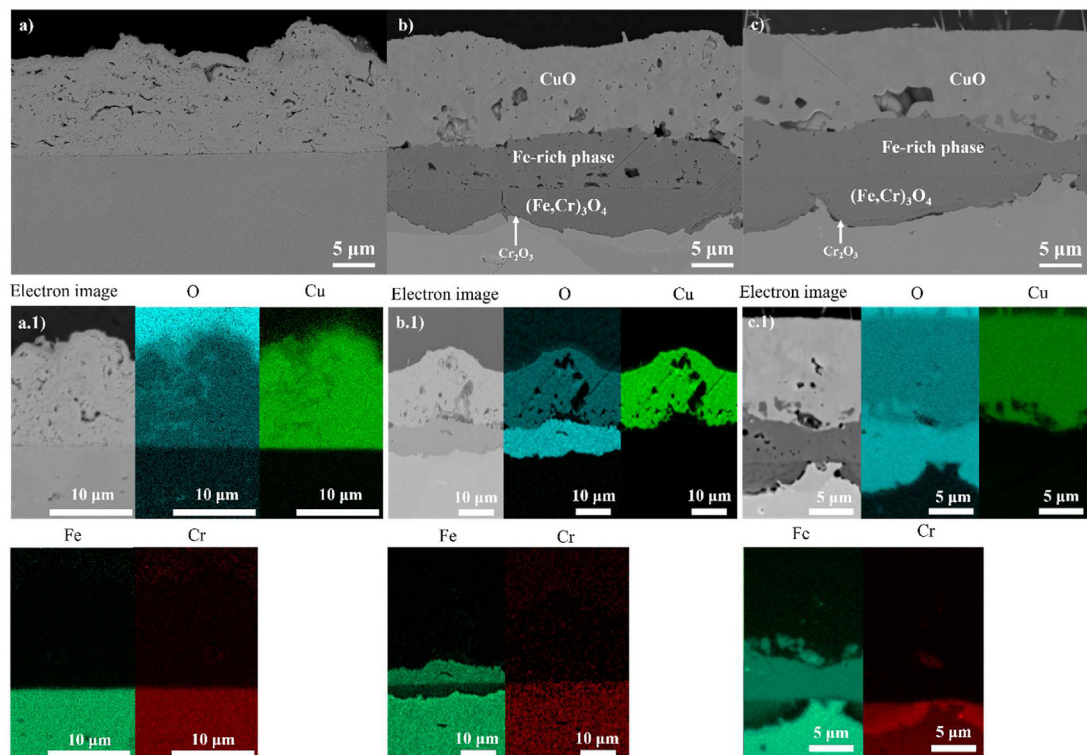 a)
b)
c)
CuO
CuO
Fe-rich phase
Fe-rich phase
(Fe,Cr)₃O₄
(Fe,Cr)₃O₄
Cr₂O₃
Cr₂O₃
5 μm
5 μm
5 μm
Electron image O Cu
Electron image O Cu
Electron image O Cu
a.1)
b.1)
c.1)
10 μm 10 μm 10 μm
10 μm 10 μm 10 μm
5 μm 5 μm 5 μm
Fe Cr
Fe Cr
Fe Cr
10 μm 10 μm
10 μm 10 μm
5 μm 5 μm